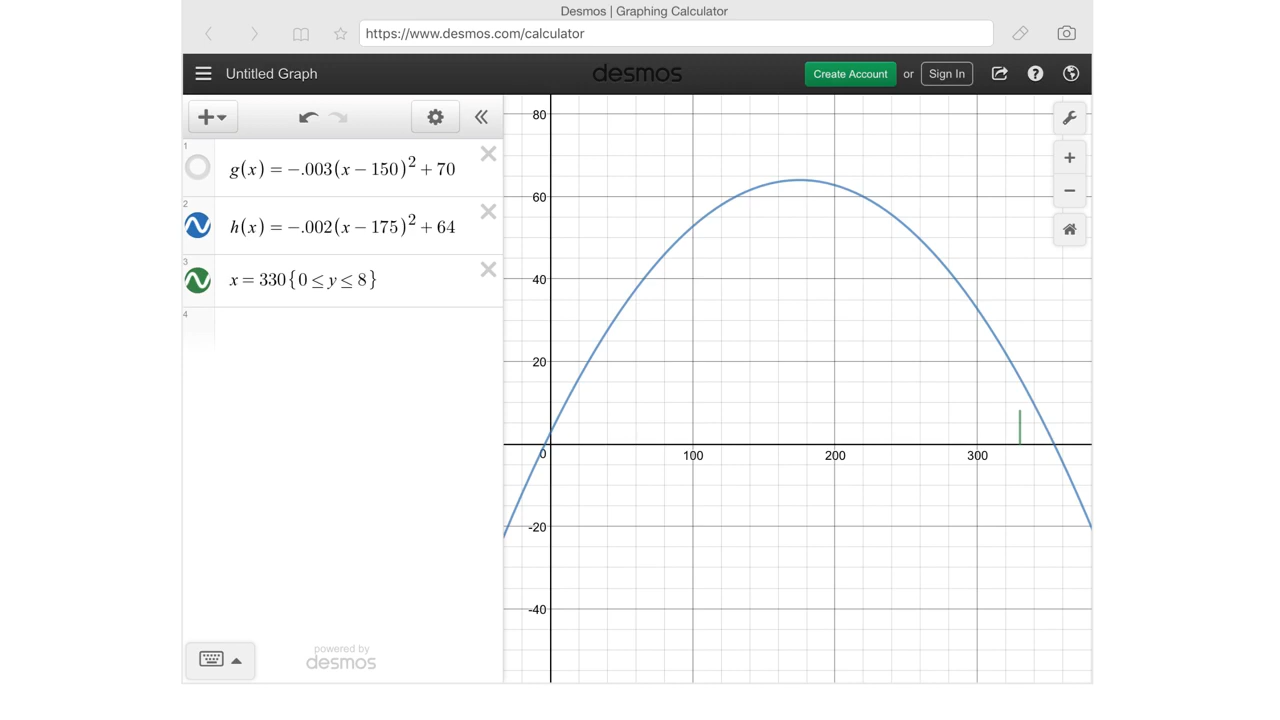 Desmos | Graphing Calculator
https://www.desmos.com/calculator
Untitled Graph
desmos
Create Account or Sign In
1
g(x) = −.003(x − 150)² + 70
2
h(x) = −.002(x − 175)² + 64
3
x = 330{0 ≤ y ≤ 8}
4
powered by
desmos
80
60
40
20
0
100
200
300
-20
-40